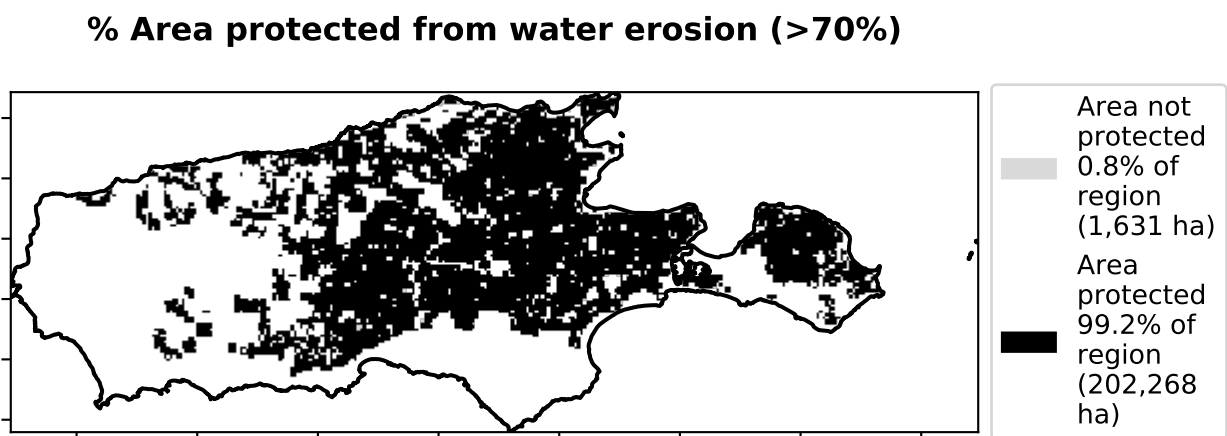 % Area protected from water erosion (>70%)
Area not
protected
0.8% of
region
(1,631 ha)
Area
protected
99.2% of
region
(202,268
ha)